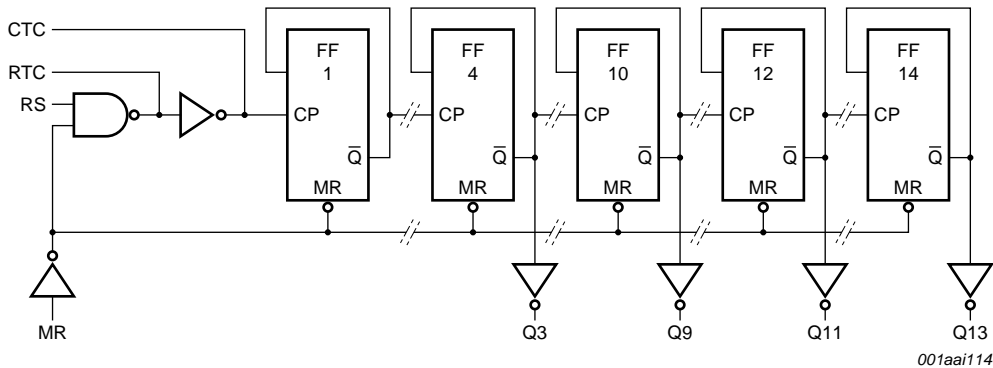 CTC
RTC
RS
FF
1
CP
Q̅
MR
FF
4
CP
Q̅
MR
FF
10
CP
Q̅
MR
FF
12
CP
Q̅
MR
FF
14
CP
Q̅
MR
MR
Q3
Q9
Q11
Q13
001aai114